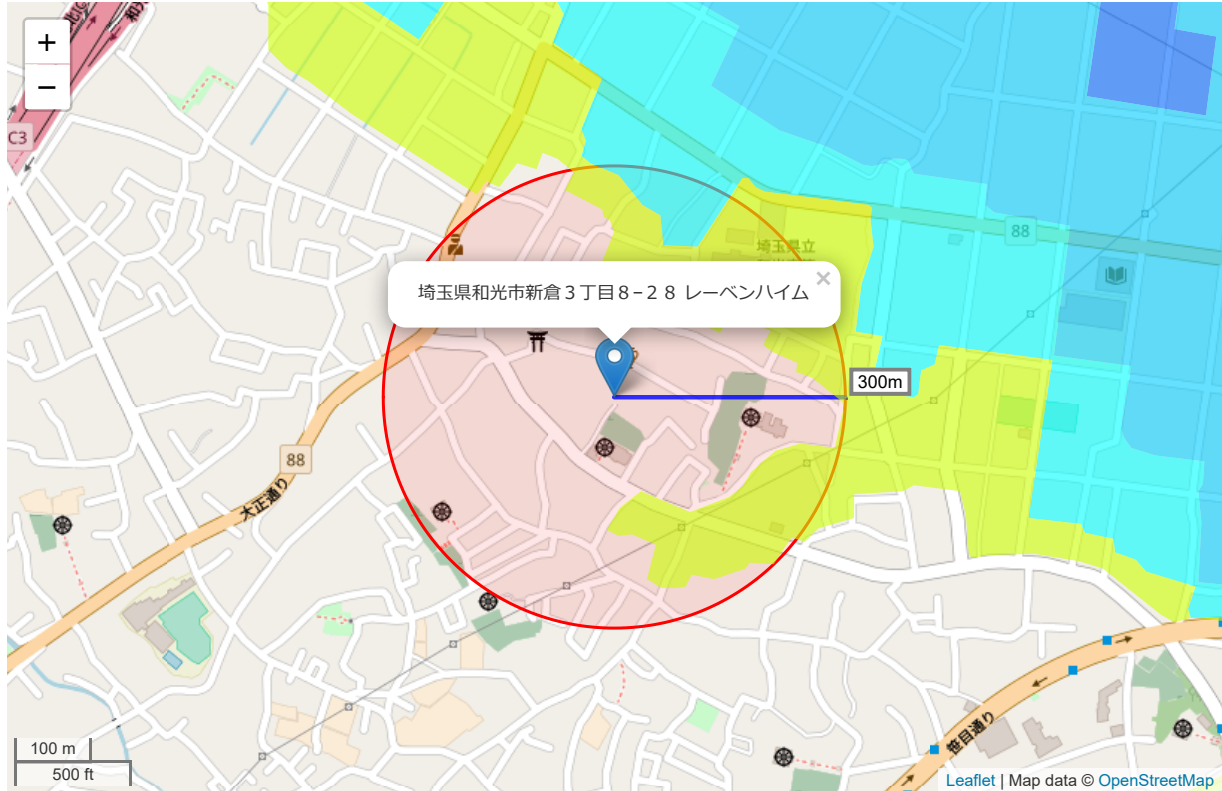 +
−
C3
88
埼玉県立
埼玉県和光市新倉３丁目８−２８ レーベンハイム
×
300m
88
大正通り
笹目通り
100 m
500 ft
Leaflet | Map data © OpenStreetMap